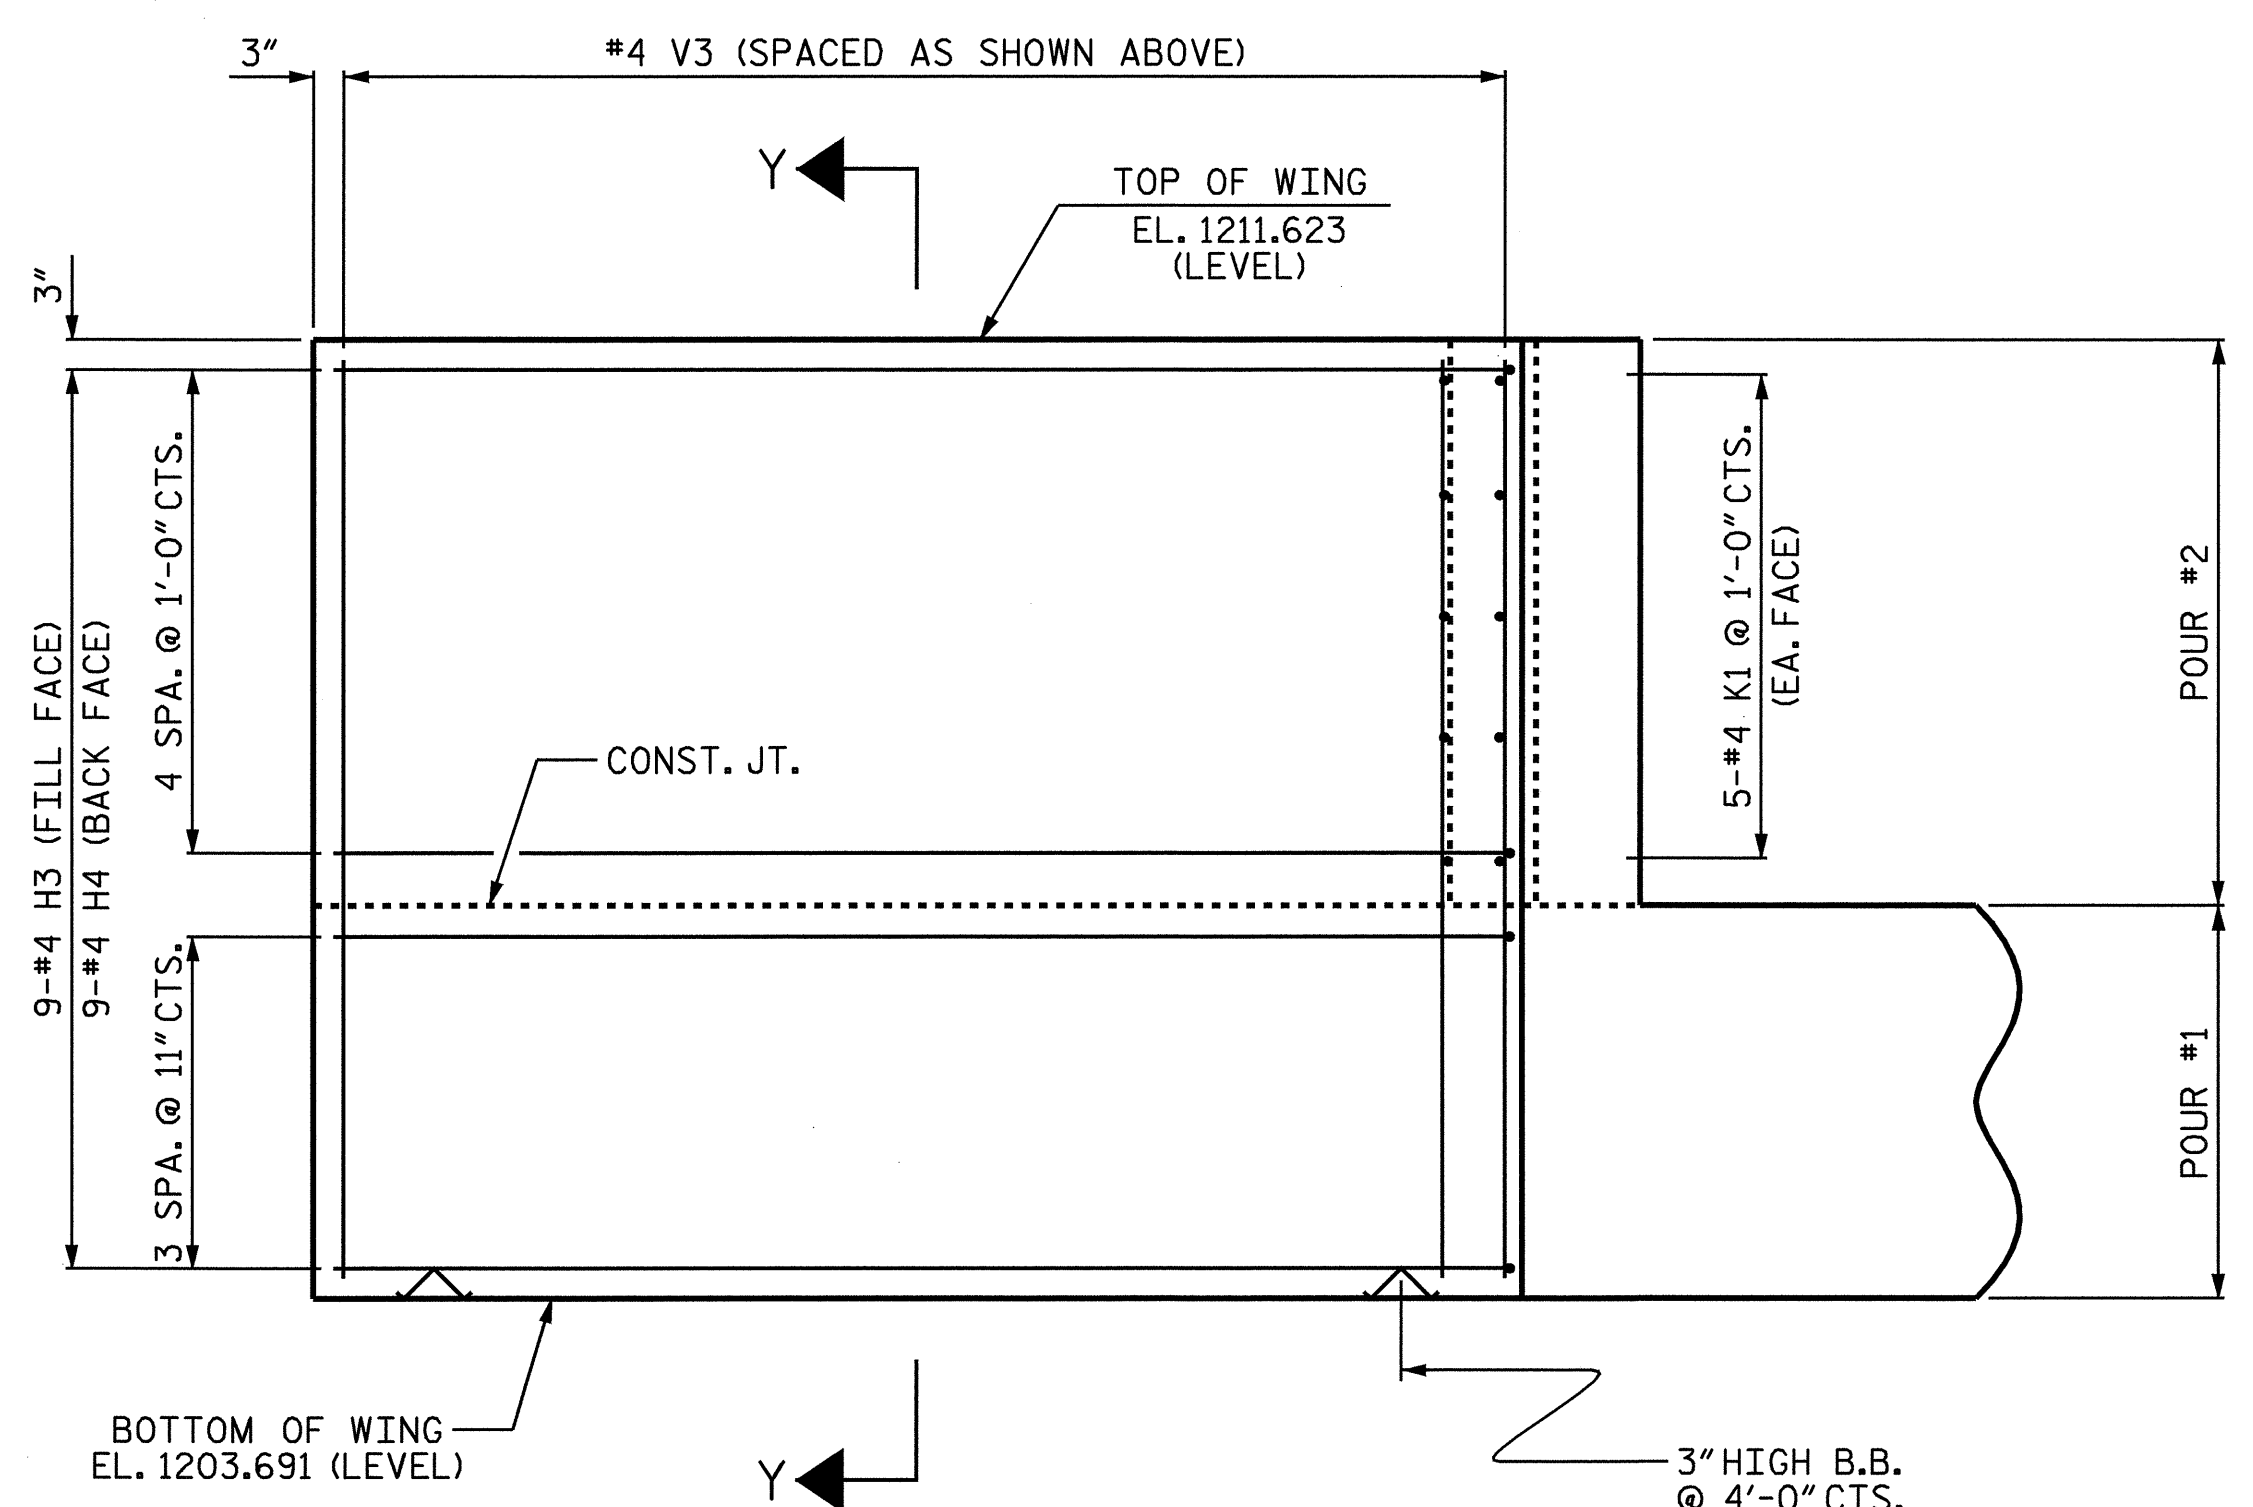 3"
#4 V3 (SPACED AS SHOWN ABOVE)
Y
TOP OF WING
EL. 1211.623
(LEVEL)
3"
9-#4 H3 (FILL FACE)
9-#4 H4 (BACK FACE)
4 SPA. @ 1'-0" CTS.
3 SPA. @ 11" CTS.
CONST. JT.
5-#4 K1 @ 1'-0" CTS.
(EA. FACE)
POUR #2
POUR #1
BOTTOM OF WING
EL. 1203.691 (LEVEL)
Y
3" HIGH B.B.
@ 4'-0" CTS.